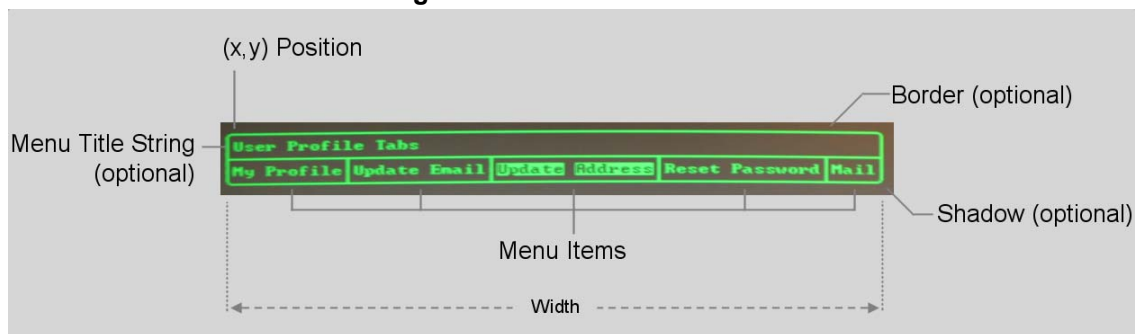 (x,y) Position
Border (optional)
Menu Title String
(optional)
User Profile Tabs
My Profile Update Email Update Address Reset Password Mail
Shadow (optional)
Menu Items
Width